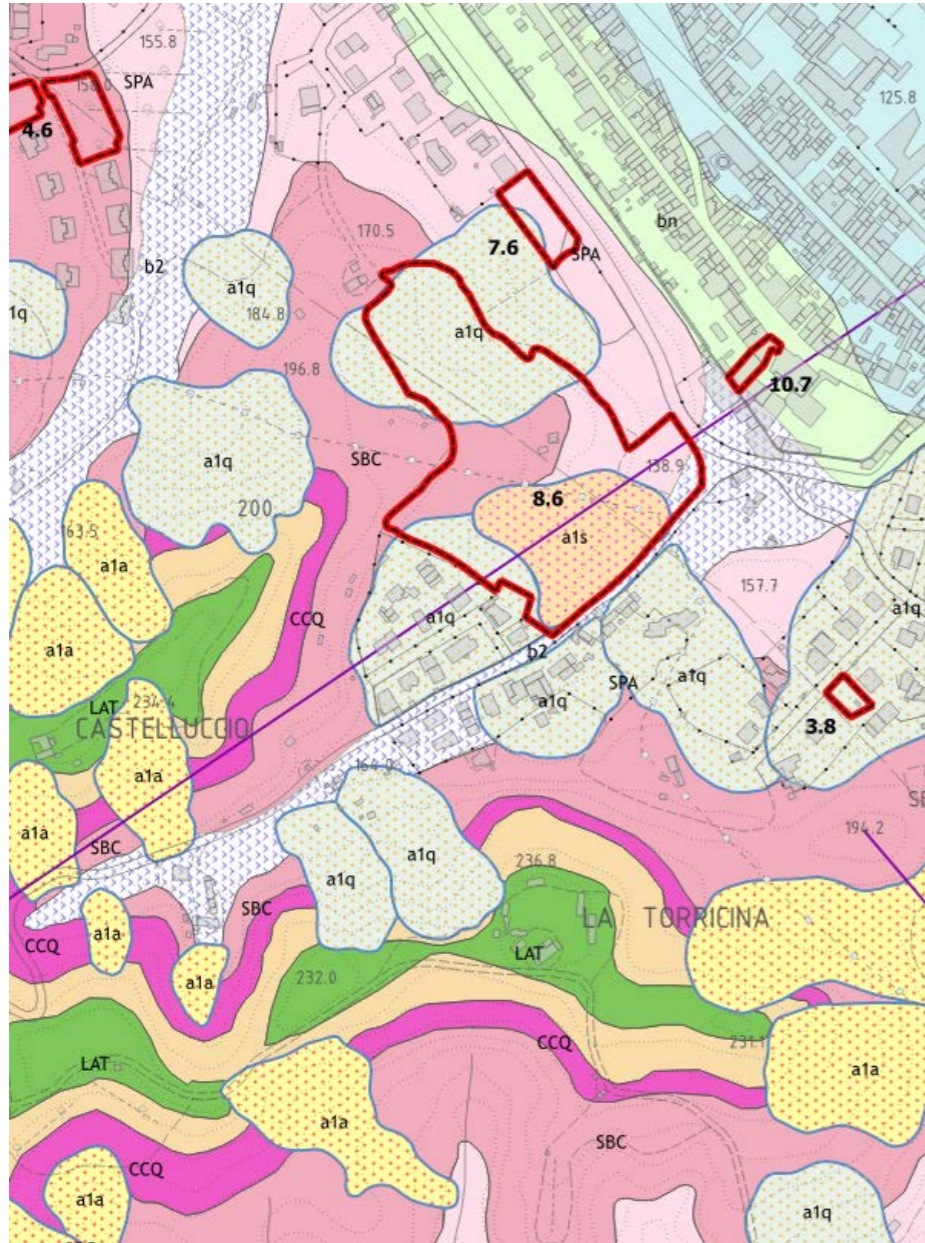 155.8
SPA
158.0
125.8
4.6
bn
170.5
7.6
SPA
b2
a1q
1q
184.8
a1q
196.8
10.7
a1q
SBC
138.9
200
8.6
163.5
a1s
a1a
157.7
a1q
CCQ
a1q
a1a
b2
SPA
a1q
LAT
234.4
a1q
3.8
CASTELLUCCIO
164.0
a1a
194.2
a1a
SBC
a1q
236.8
a1q
SBC
LA TORRICINA
a1a
CCQ
LAT
a1a
232.0
231.1
CCQ
LAT
a1a
a1a
SBC
CCQ
a1a
a1q